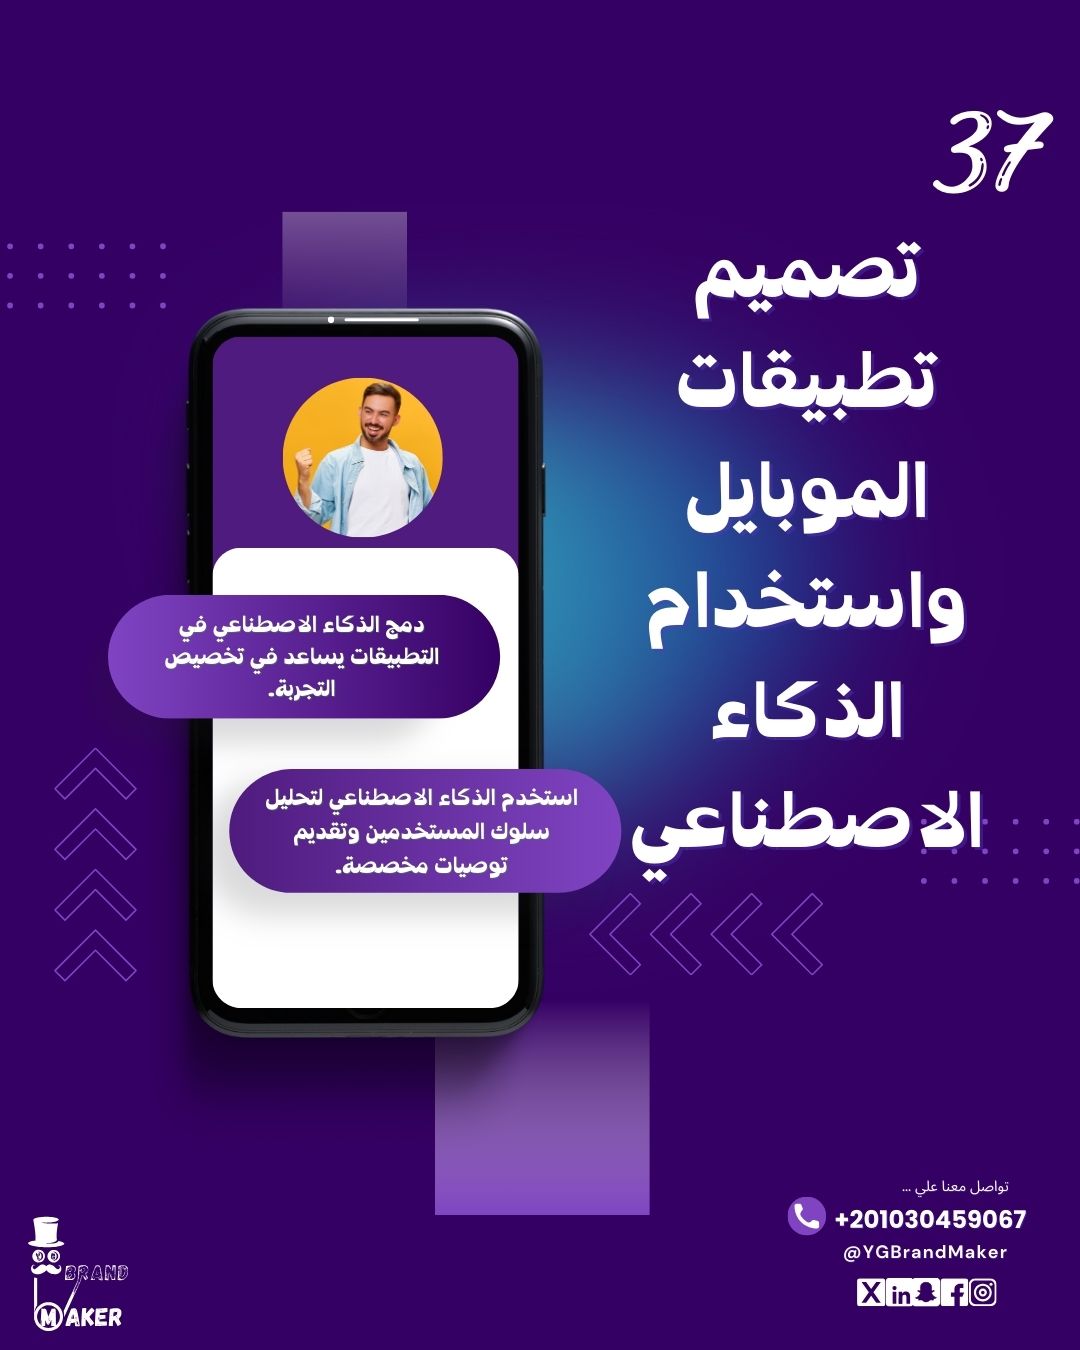 37
تصميم
تطبيقات
الموبايل
واستخدام
الذكاء
الاصطناعي
دمج الذكاء الاصطناعي في
التطبيقات يساعد في تخصيص
التجربة.
استخدم الذكاء الاصطناعي لتحليل
سلوك المستخدمين وتقديم
توصيات مخصصة.
تواصل معنا علي ...
+201030459067
@YGBrandMaker
BRAND
MAKER